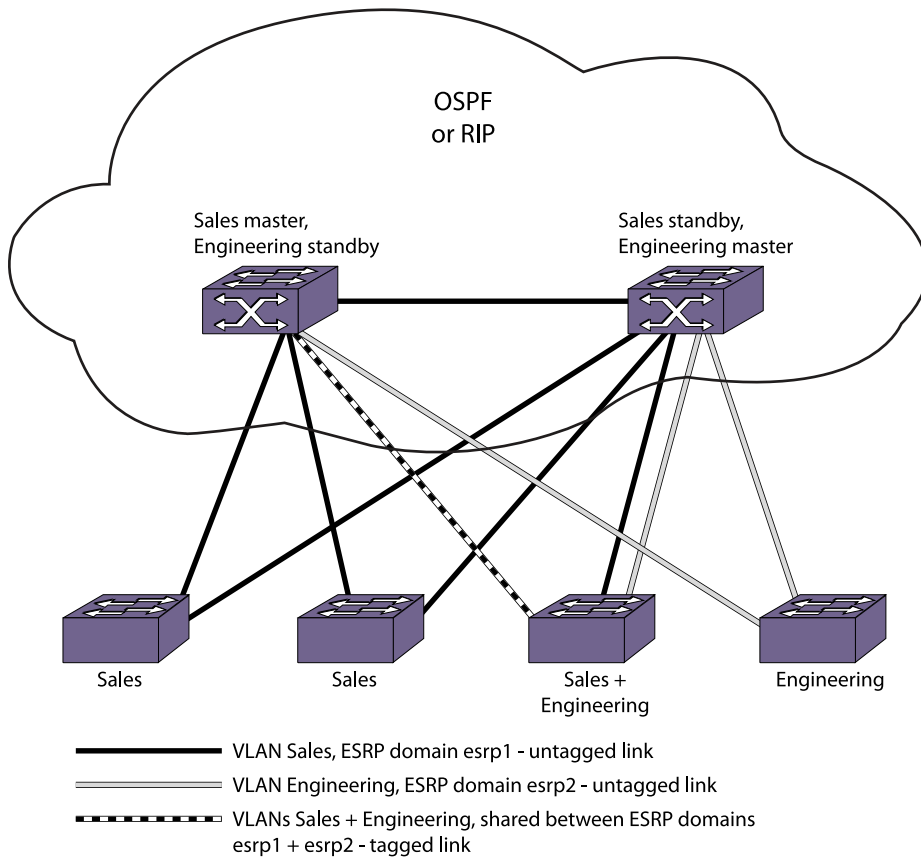 OSPF
or RIP
Sales master,
Engineering standby
Sales standby,
Engineering master
Sales
Sales
Sales +
Engineering
Engineering
VLAN Sales, ESRP domain esrp1 - untagged link
VLAN Engineering, ESRP domain esrp2 - untagged link
VLANs Sales + Engineering, shared between ESRP domains
esrp1 + esrp2 - tagged link